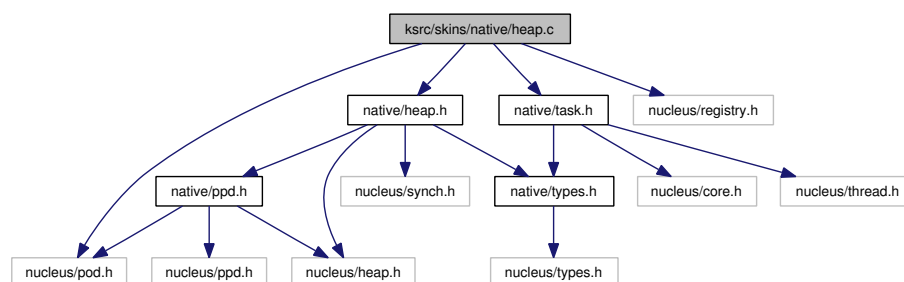 ksrc/skins/native/heap.c
native/heap.h
native/task.h
nucleus/registry.h
native/ppd.h
nucleus/synch.h
native/types.h
nucleus/core.h
nucleus/thread.h
nucleus/pod.h
nucleus/ppd.h
nucleus/heap.h
nucleus/types.h